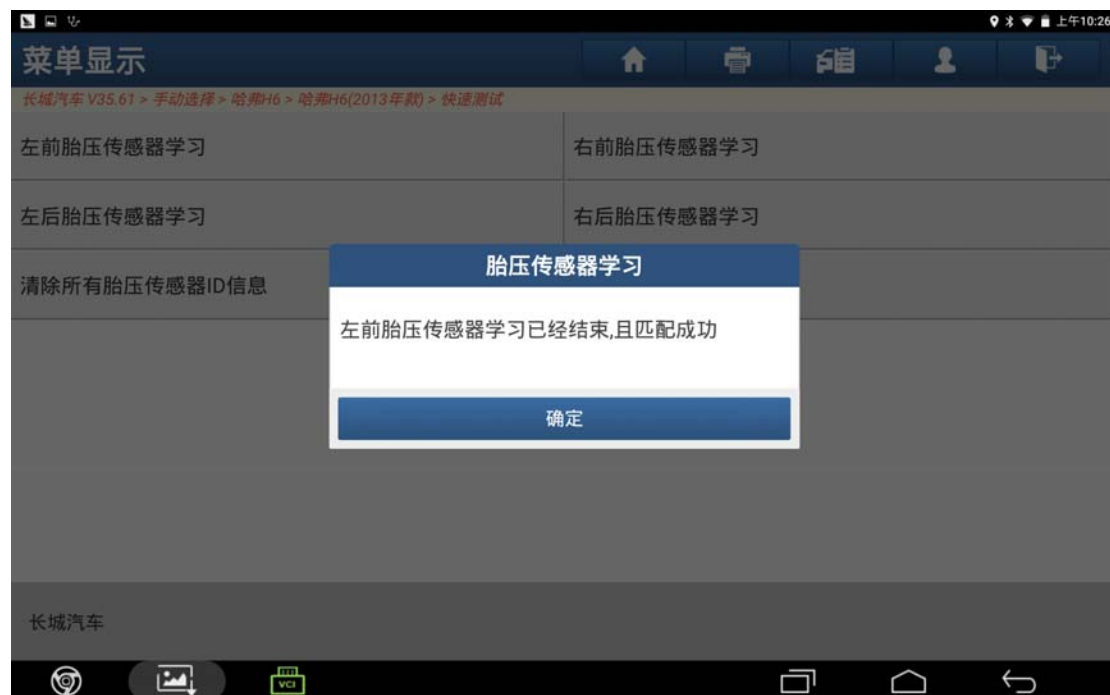 上午10:26
菜单显示
长城汽车 V35.61 > 手动选择 > 哈弗H6 > 哈弗H6(2013年款) > 快速测试
左前胎压传感器学习
右前胎压传感器学习
左后胎压传感器学习
右后胎压传感器学习
清除所有胎压传感器ID信息
胎压传感器学习
左前胎压传感器学习已经结束,且匹配成功
确定
长城汽车
VCI